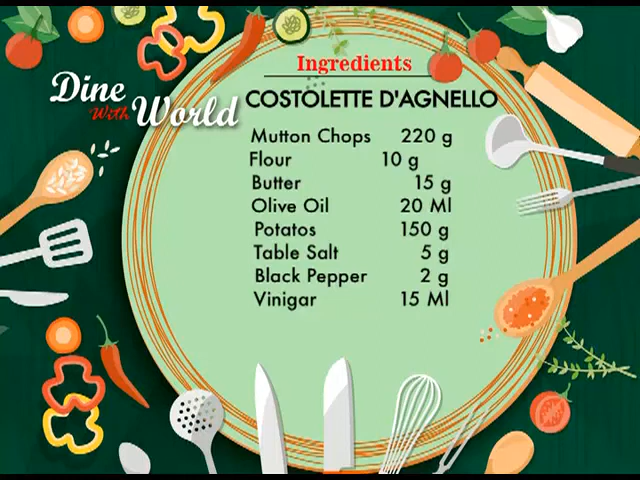 Ingredients
Dine
With World
COSTOLETTE D'AGNELLO
Mutton Chops 220 g
Flour 10 g
Butter 15 g
Olive Oil 20 Ml
Potatos 150 g
Table Salt 5 g
Black Pepper 2 g
Vinigar 15 Ml